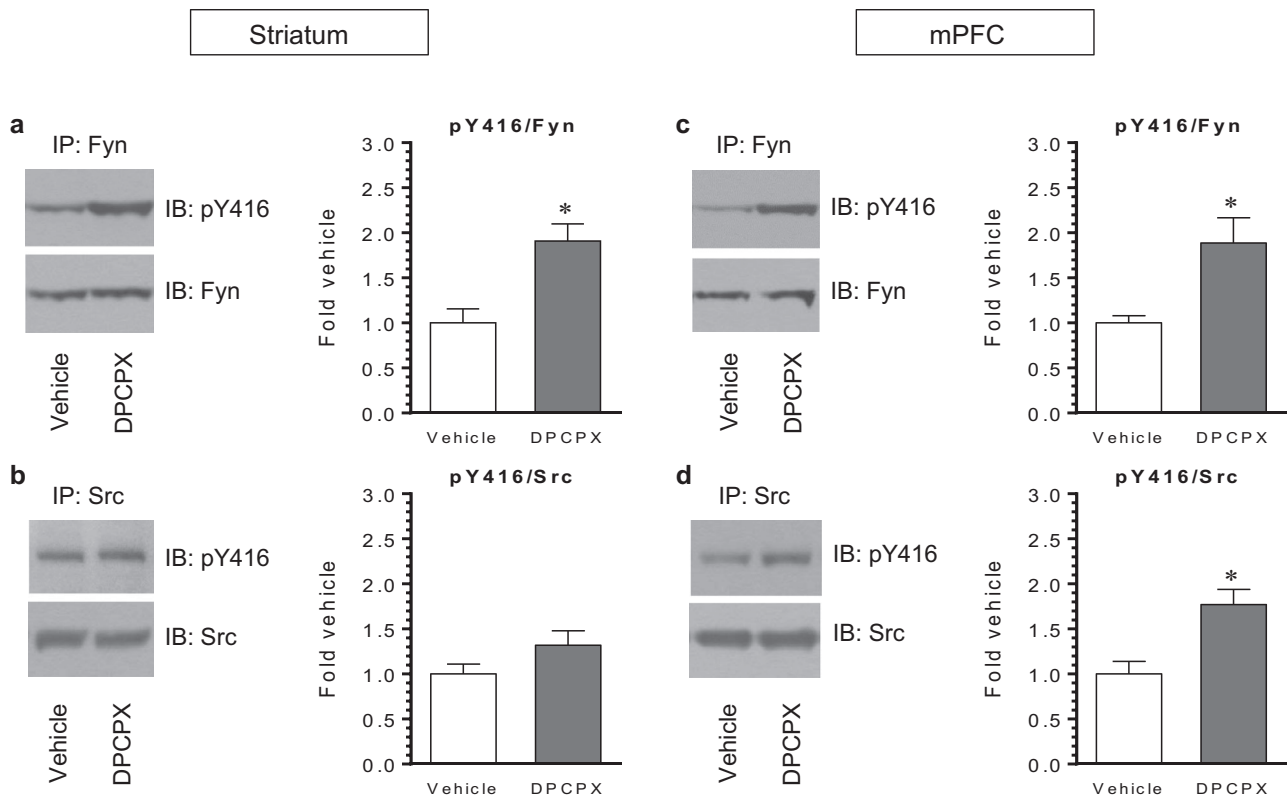 Striatum
mPFC
a
IP: Fyn
IB: pY416
IB: Fyn
Vehicle
DPCPX
pY416/Fyn
Fold vehicle
3.0
2.5
2.0
1.5
1.0
0.5
0.0
*
Vehicle
DPCPX
c
IP: Fyn
IB: pY416
IB: Fyn
Vehicle
DPCPX
pY416/Fyn
Fold vehicle
3.0
2.5
2.0
1.5
1.0
0.5
0.0
*
Vehicle
DPCPX
b
IP: Src
IB: pY416
IB: Src
Vehicle
DPCPX
pY416/Src
Fold vehicle
3.0
2.5
2.0
1.5
1.0
0.5
0.0
Vehicle
DPCPX
d
IP: Src
IB: pY416
IB: Src
Vehicle
DPCPX
pY416/Src
Fold vehicle
3.0
2.5
2.0
1.5
1.0
0.5
0.0
*
Vehicle
DPCPX